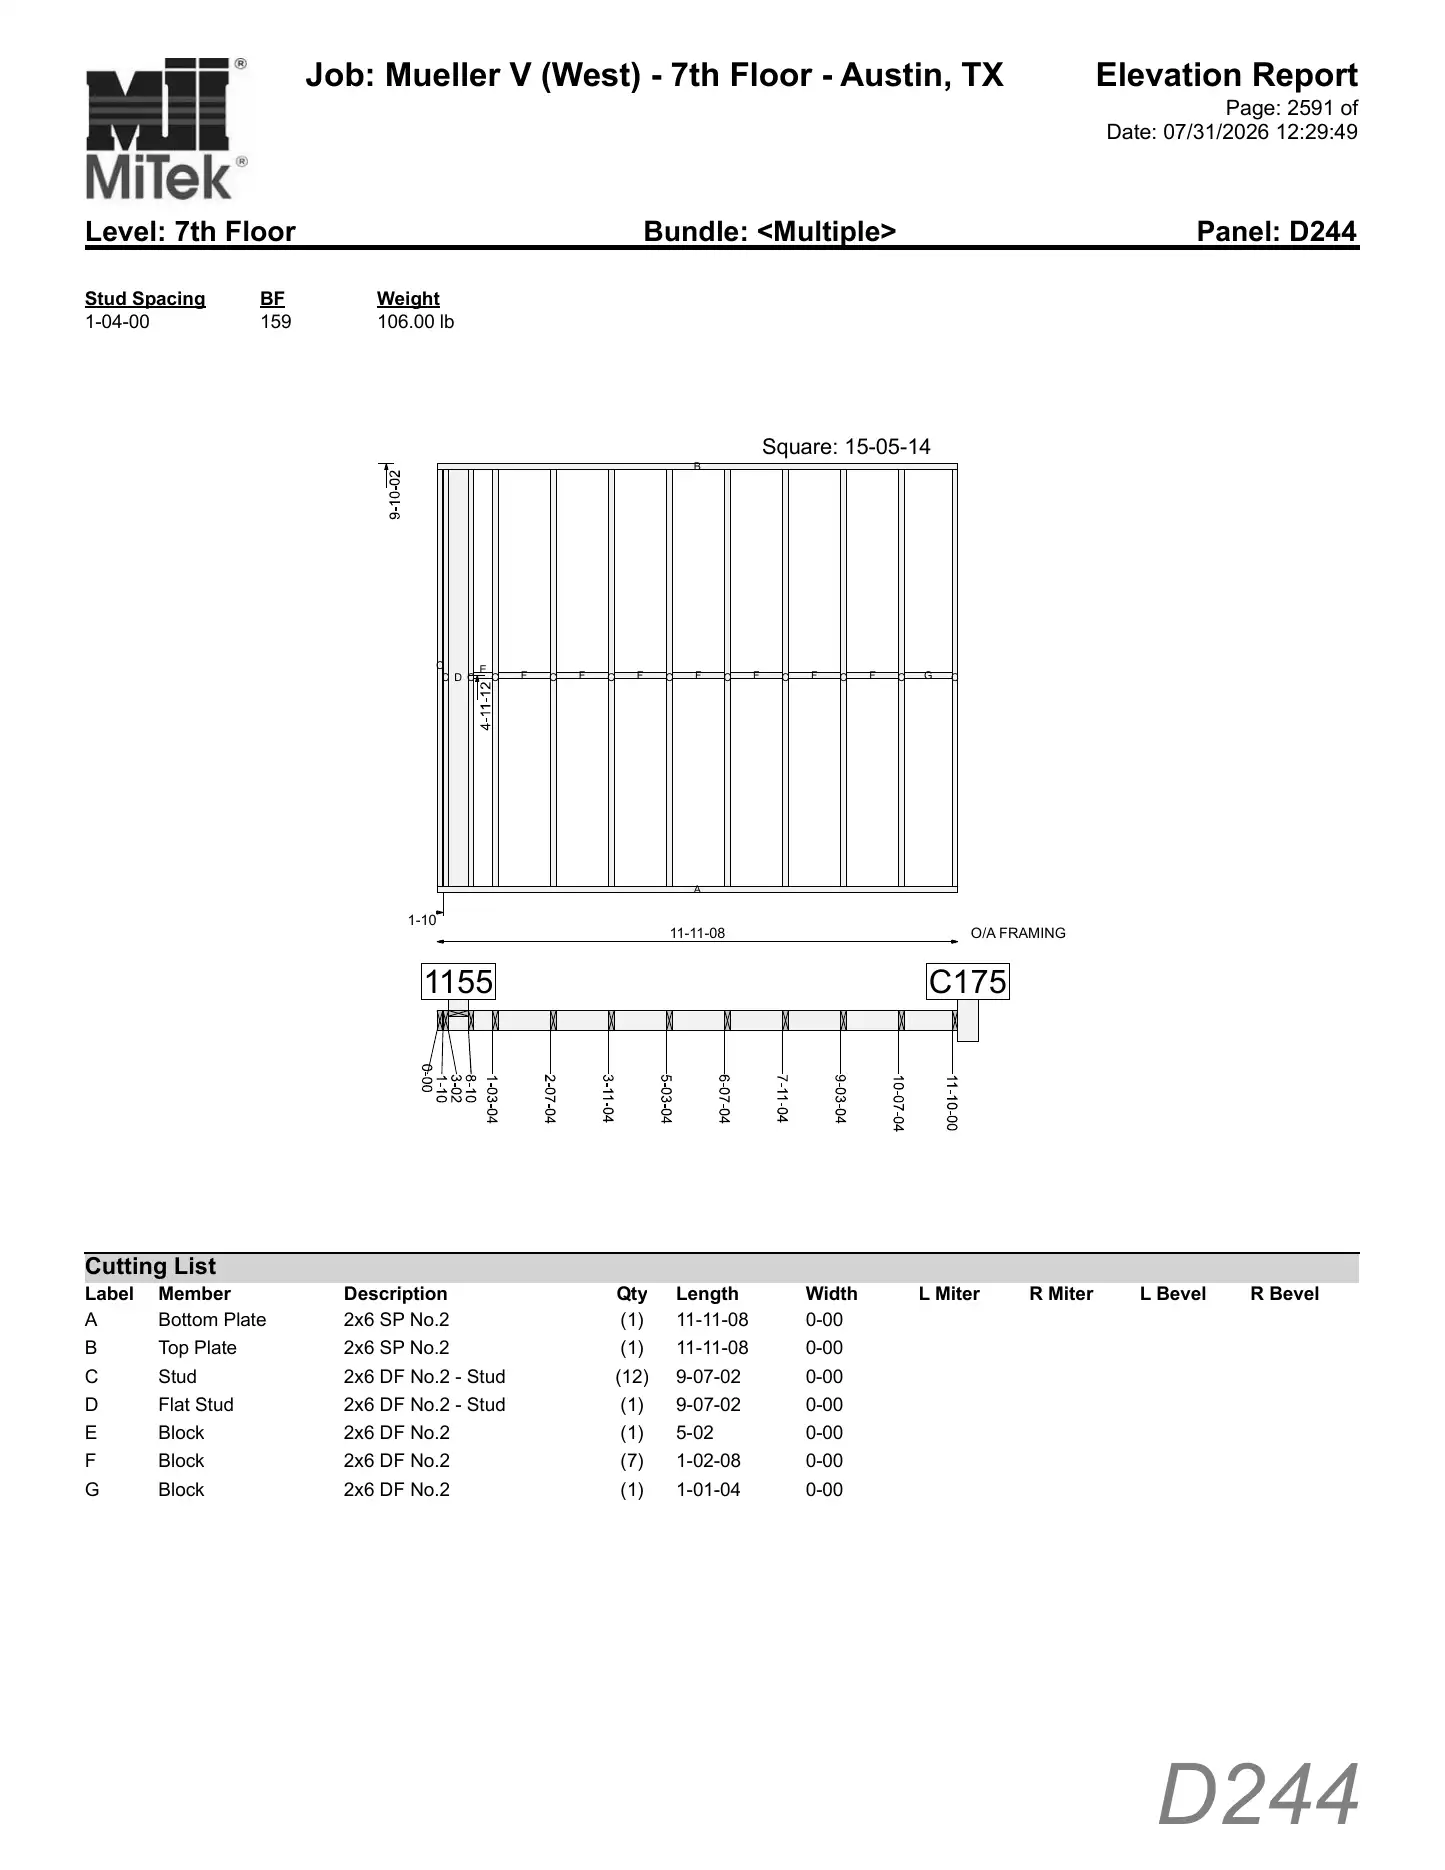 Job: Mueller V (West) - 7th Floor - Austin, TX
Elevation Report
Page: 2591 of
Date: 07/31/2026 12:29:49
MiTek®
Level: 7th Floor Bundle: <Multiple> Panel: D244
Stud Spacing BF Weight
1-04-00 159 106.00 lb
Square: 15-05-14
B
9-10-02
C
D
E
F F F F F F F G
4-11-12
A
1-10
11-11-08 O/A FRAMING
1155 C175
0-00 1-10 3-02 8-10 1-03-04 2-07-04 3-11-04 5-03-04 6-07-04 7-11-04 9-03-04 10-07-04 11-10-00
Cutting List
Label Member Description Qty Length Width L Miter R Miter L Bevel R Bevel
A Bottom Plate 2x6 SP No.2 (1) 11-11-08 0-00
B Top Plate 2x6 SP No.2 (1) 11-11-08 0-00
C Stud 2x6 DF No.2 - Stud (12) 9-07-02 0-00
D Flat Stud 2x6 DF No.2 - Stud (1) 9-07-02 0-00
E Block 2x6 DF No.2 (1) 5-02 0-00
F Block 2x6 DF No.2 (7) 1-02-08 0-00
G Block 2x6 DF No.2 (1) 1-01-04 0-00
D244